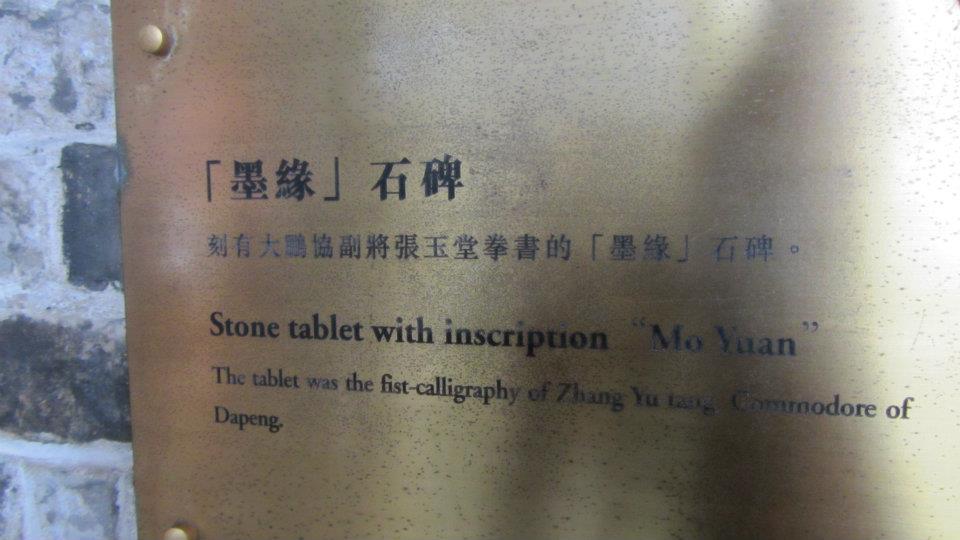 「墨緣」石碑
刻有大鵬協副將張玉堂拳書的「墨緣」石碑。
Stone tablet with inscription “Mo Yuan”
The tablet was the fist-calligraphy of Zhang Yu tang, Commodore of
Dapeng.